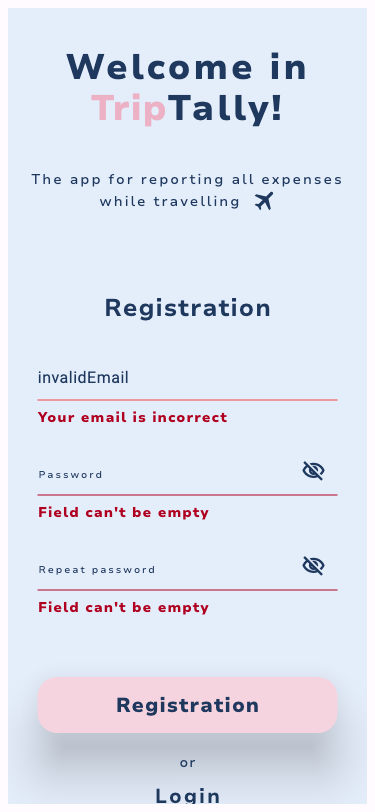 Welcome in
TripTally!
The app for reporting all expenses
while travelling
Registration
invalidEmail
Your email is incorrect
Password
Field can't be empty
Repeat password
Field can't be empty
Registration
or
Login